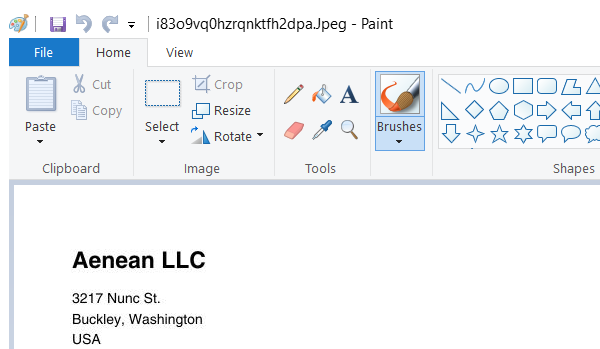 i83o9vq0hzrqnktfh2dpa.Jpeg - Paint
File Home View
Paste Cut Copy
Select Crop Resize Rotate
A
Brushes
Clipboard Image Tools Shapes
Aenean LLC
3217 Nunc St.
Buckley, Washington
USA